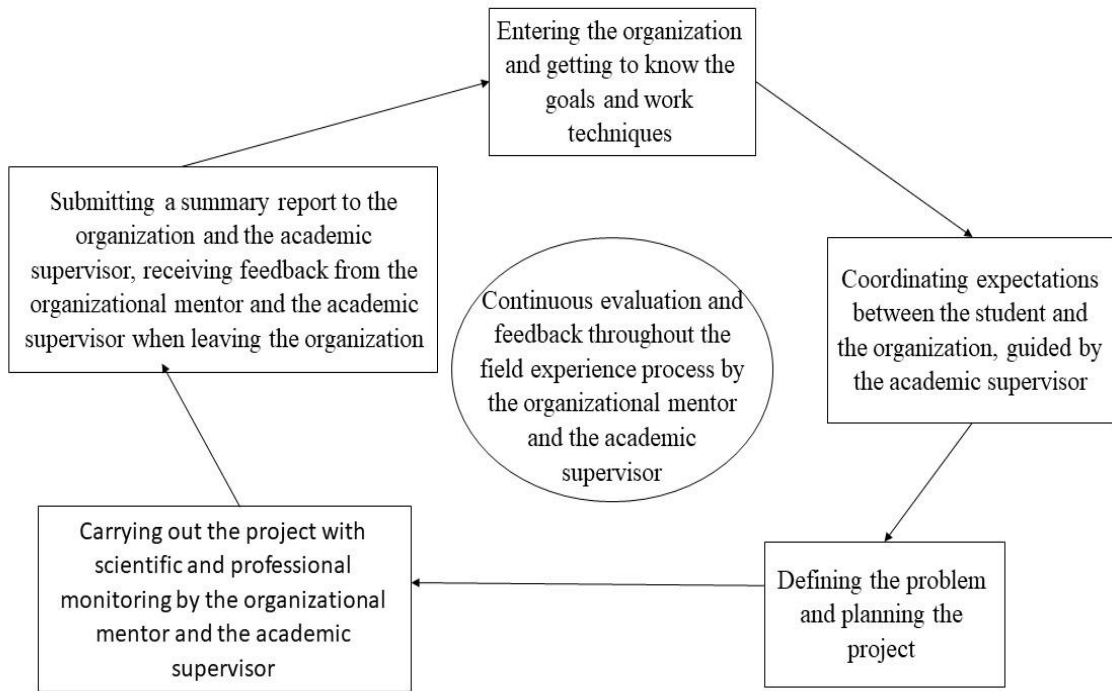 Entering the organization
and getting to know the
goals and work
techniques
Submitting a summary report to the
organization and the academic
supervisor, receiving feedback from the
organizational mentor and the academic
supervisor when leaving the organization
Continuous evaluation and
feedback throughout the
field experience process by
the organizational mentor
and the academic
supervisor
Coordinating expectations
between the student and
the organization, guided by
the academic supervisor
Carrying out the project with
scientific and professional
monitoring by the organizational
mentor and the academic
supervisor
Defining the problem
and planning the
project